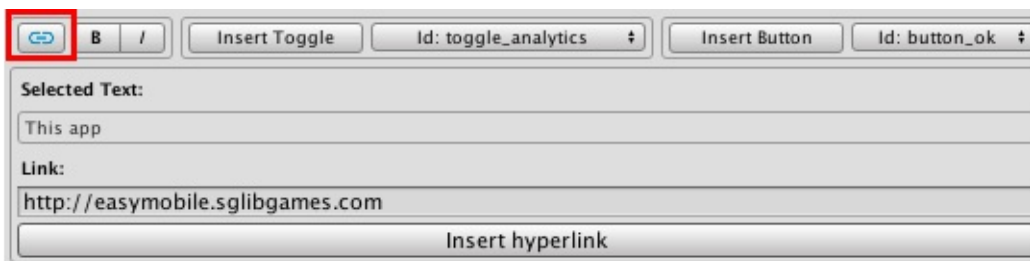 B I Insert Toggle Id: toggle_analytics Insert Button Id: button_ok
Selected Text:
This app
Link:
http://easymobile.sglibgames.com
Insert hyperlink